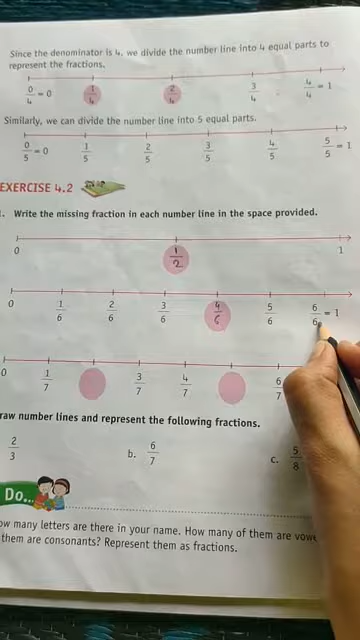 Since the denominator is 4, we divide the number line into 4 equal parts to
represent the fractions.
0/4 = 0 1/4 2/4 3/4 4/4 = 1
Similarly, we can divide the number line into 5 equal parts.
0/5 = 0 1/5 2/5 3/5 4/5 5/5 = 1
EXERCISE 4.2
Write the missing fraction in each number line in the space provided.
0 1/2 1
0 1/6 2/6 3/6 4/6 5/6 6/6 = 1
0 1/7 3/7 4/7 6/7
raw number lines and represent the following fractions.
2/3 b. 6/7 c. 5/8
Do...
ow many letters are there in your name. How many of them are vowe
them are consonants? Represent them as fractions.